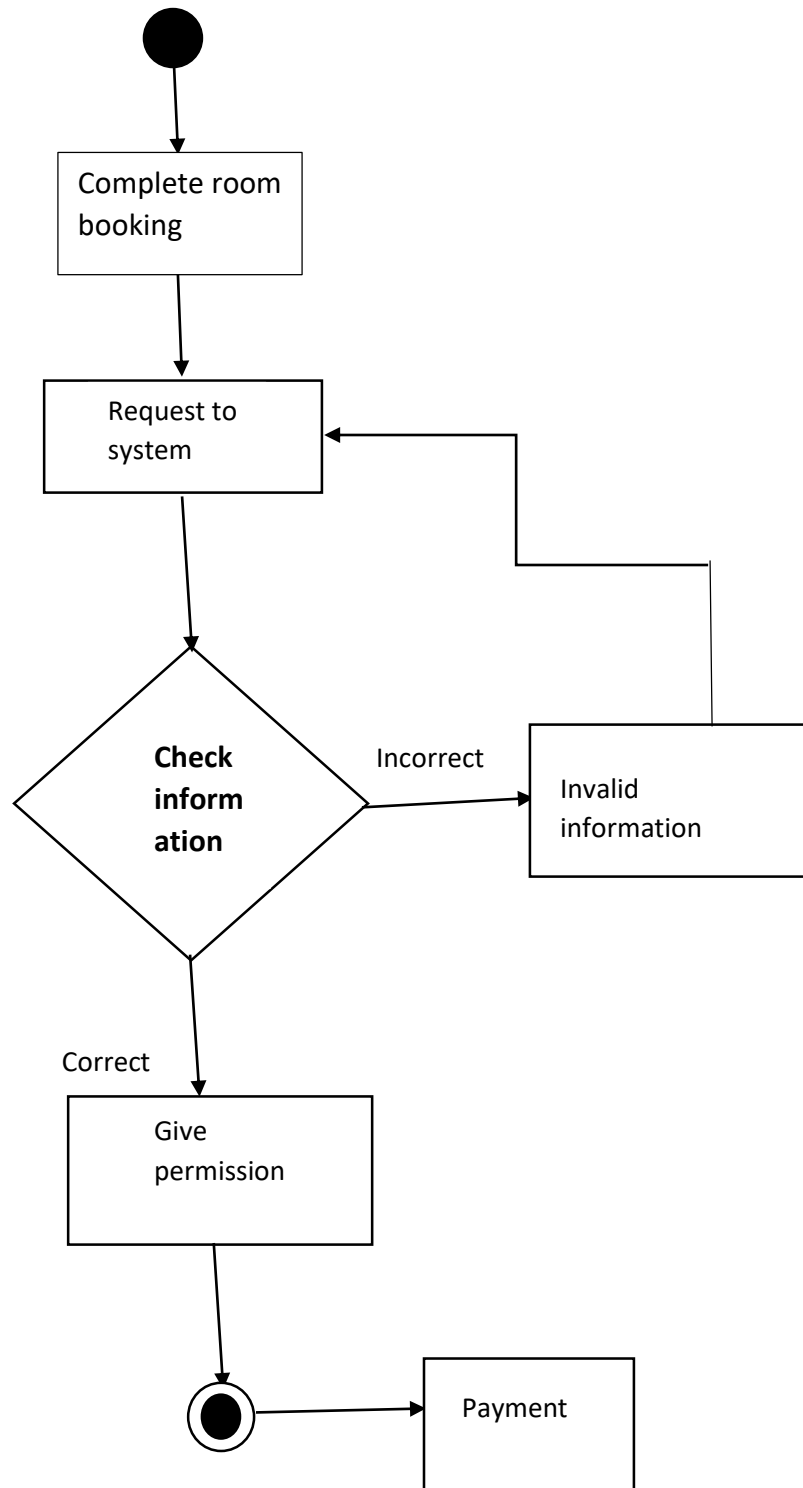 Complete room
booking
Request to
system
Check
inform
ation
Incorrect
Invalid
information
Correct
Give
permission
Payment